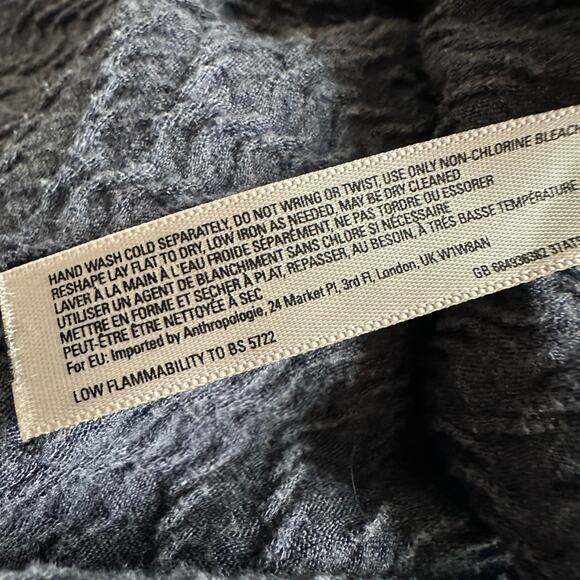 HAND WASH COLD SEPARATELY, DO NOT WRING OR TWIST, USE ONLY NON-CHLORINE BLEACH
RESHAPE LAY FLAT TO DRY, LOW IRON AS NEEDED, MAY BE DRY CLEANED
LAVER À LA MAIN À L'EAU FROIDE SÉPARÉMENT, NE PAS TORDRE OU ESSORER
UTILISER UN AGENT DE BLANCHIMENT SANS CHLORE SI NÉCESSAIRE
METTRE EN FORME ET SÉCHER À PLAT, REPASSER, AU BESOIN, À TRÈS BASSE TEMPÉRATURE
PEUT-ÊTRE ÊTRE NETTOYÉE À SEC
For EU: Imported by Anthropologie, 24 Market Pl, 3rd Fl, London, UK W1W8AN
GB
LOW FLAMMABILITY TO BS 5722